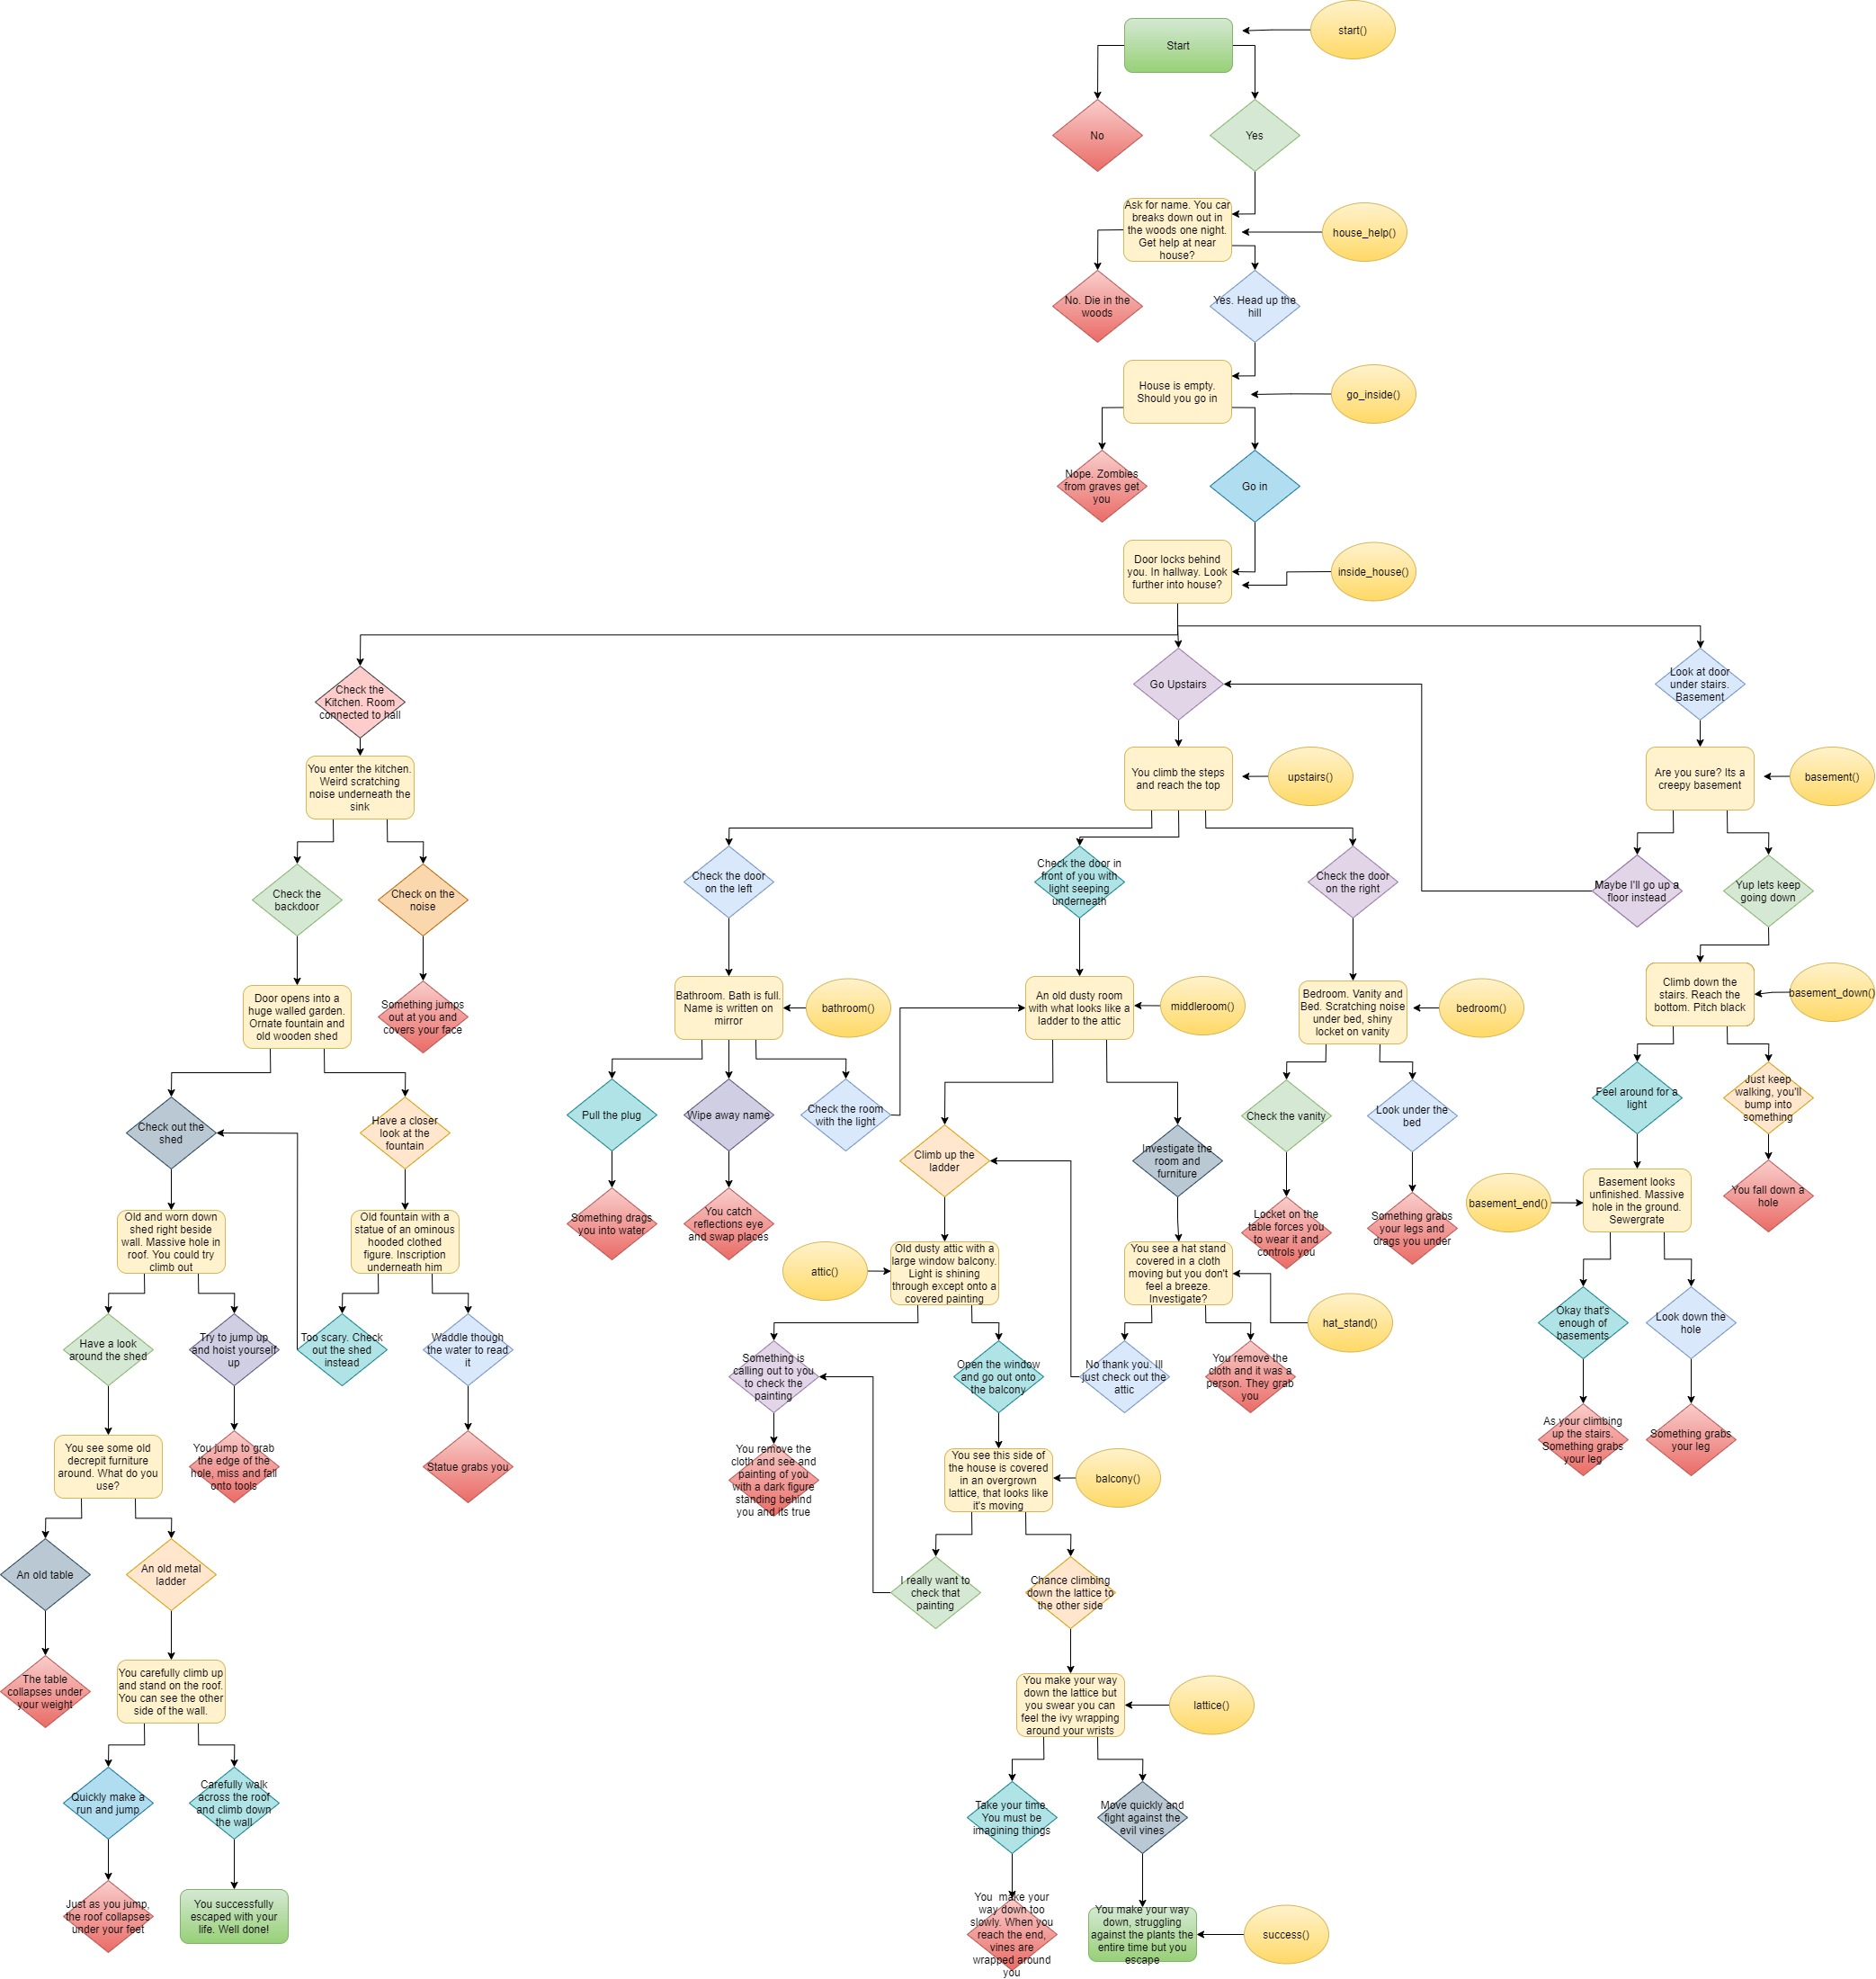 Start
start()
No
Yes
Ask for name. You car
breaks down out in
the woods one night.
Get help at near
house?
house_help()
No. Die in the
woods
Yes. Head up the
hill
House is empty.
Should you go in
go_inside()
Nope. Zombies
from graves get
you
Go in
Door locks behind
you. In hallway. Look
further into house?
inside_house()
Check the
Kitchen. Room
connected to hall
Go Upstairs
Look at door
under stairs.
Basement
You enter the kitchen.
Weird scratching
noise underneath the
sink
You climb the steps
and reach the top
upstairs()
Are you sure? Its a
creepy basement
basement()
Check the
backdoor
Check on the
noise
Check the door
on the left
Check the door in
front of you with
light seeping
underneath
Check the door
on the right
Maybe I'll go up a
floor instead
Yup lets keep
going down
Door opens into a
huge walled garden.
Ornate fountain and
old wooden shed
Something jumps
out at you and
covers your face
Bathroom. Bath is full.
Name is written on
mirror
bathroom()
An old dusty room
with what looks like a
ladder to the attic
middleroom()
Bedroom. Vanity and
Bed. Scratching noise
under bed, shiny
locket on vanity
bedroom()
Climb down the
stairs. Reach the
bottom. Pitch black
basement_down()
Check out the
shed
Have a closer
look at the
fountain
Pull the plug
Wipe away name
Check the room
with the light
Climb up the
ladder
Investigate the
room and
furniture
Check the vanity
Look under the
bed
Feel around for a
light
Just keep
walking, you'll
bump into
something
Old and worn down
shed right beside
wall. Massive hole in
roof. You could try
climb out
Old fountain with a
statue of an ominous
hooded clothed
figure. Inscription
underneath him
Something drags
you into water
You catch
reflections eye
and swap places
attic()
Old dusty attic with a
large window balcony.
Light is shining
through except onto a
covered painting
You see a hat stand
covered in a cloth
moving but you don't
feel a breeze.
Investigate?
hat_stand()
Locket on the
table forces you
to wear it and
controls you
Something grabs
your legs and
drags you under
basement_end()
Basement looks
unfinished. Massive
hole in the ground.
Sewergrate
You fall down a
hole
Have a look
around the shed
Try to jump up
and hoist yourself
up
Too scary. Check
out the shed
instead
Waddle though
the water to read
it
Something is
calling out to you
to check the
painting
Open the window
and go out onto
the balcony
No thank you. Ill
just check out the
attic
You remove the
cloth and it was a
person. They grab
you
Okay that's
enough of
basements
Look down the
hole
You see some old
decrepit furniture
around. What do you
use?
You jump to grab
the edge of the
hole, miss and fall
onto tools
Statue grabs you
You remove the
cloth and see and
painting of you
with a dark figure
standing behind
you and its true
You see this side of
the house is covered
in an overgrown
lattice, that looks like
it's moving
balcony()
As your climbing
up the stairs.
Something grabs
your leg
Something grabs
your leg
An old table
An old metal
ladder
I really want to
check that
painting
Chance climbing
down the lattice to
the other side
The table
collapses under
your weight
You carefully climb up
and stand on the roof.
You can see the other
side of the wall.
You make your way
down the lattice but
you swear you can
feel the ivy wrapping
around your wrists
lattice()
Quickly make a
run and jump
Carefully walk
across the roof
and climb down
the wall
Take your time.
You must be
imagining things
Move quickly and
fight against the
evil vines
Just as you jump,
the roof collapses
under your feet
You successfully
escaped with your
life. Well done!
You make your
way down too
slowly. When you
reach the end,
vines are
wrapped around
you
You make your way
down, struggling
against the plants the
entire time but you
escape
success()